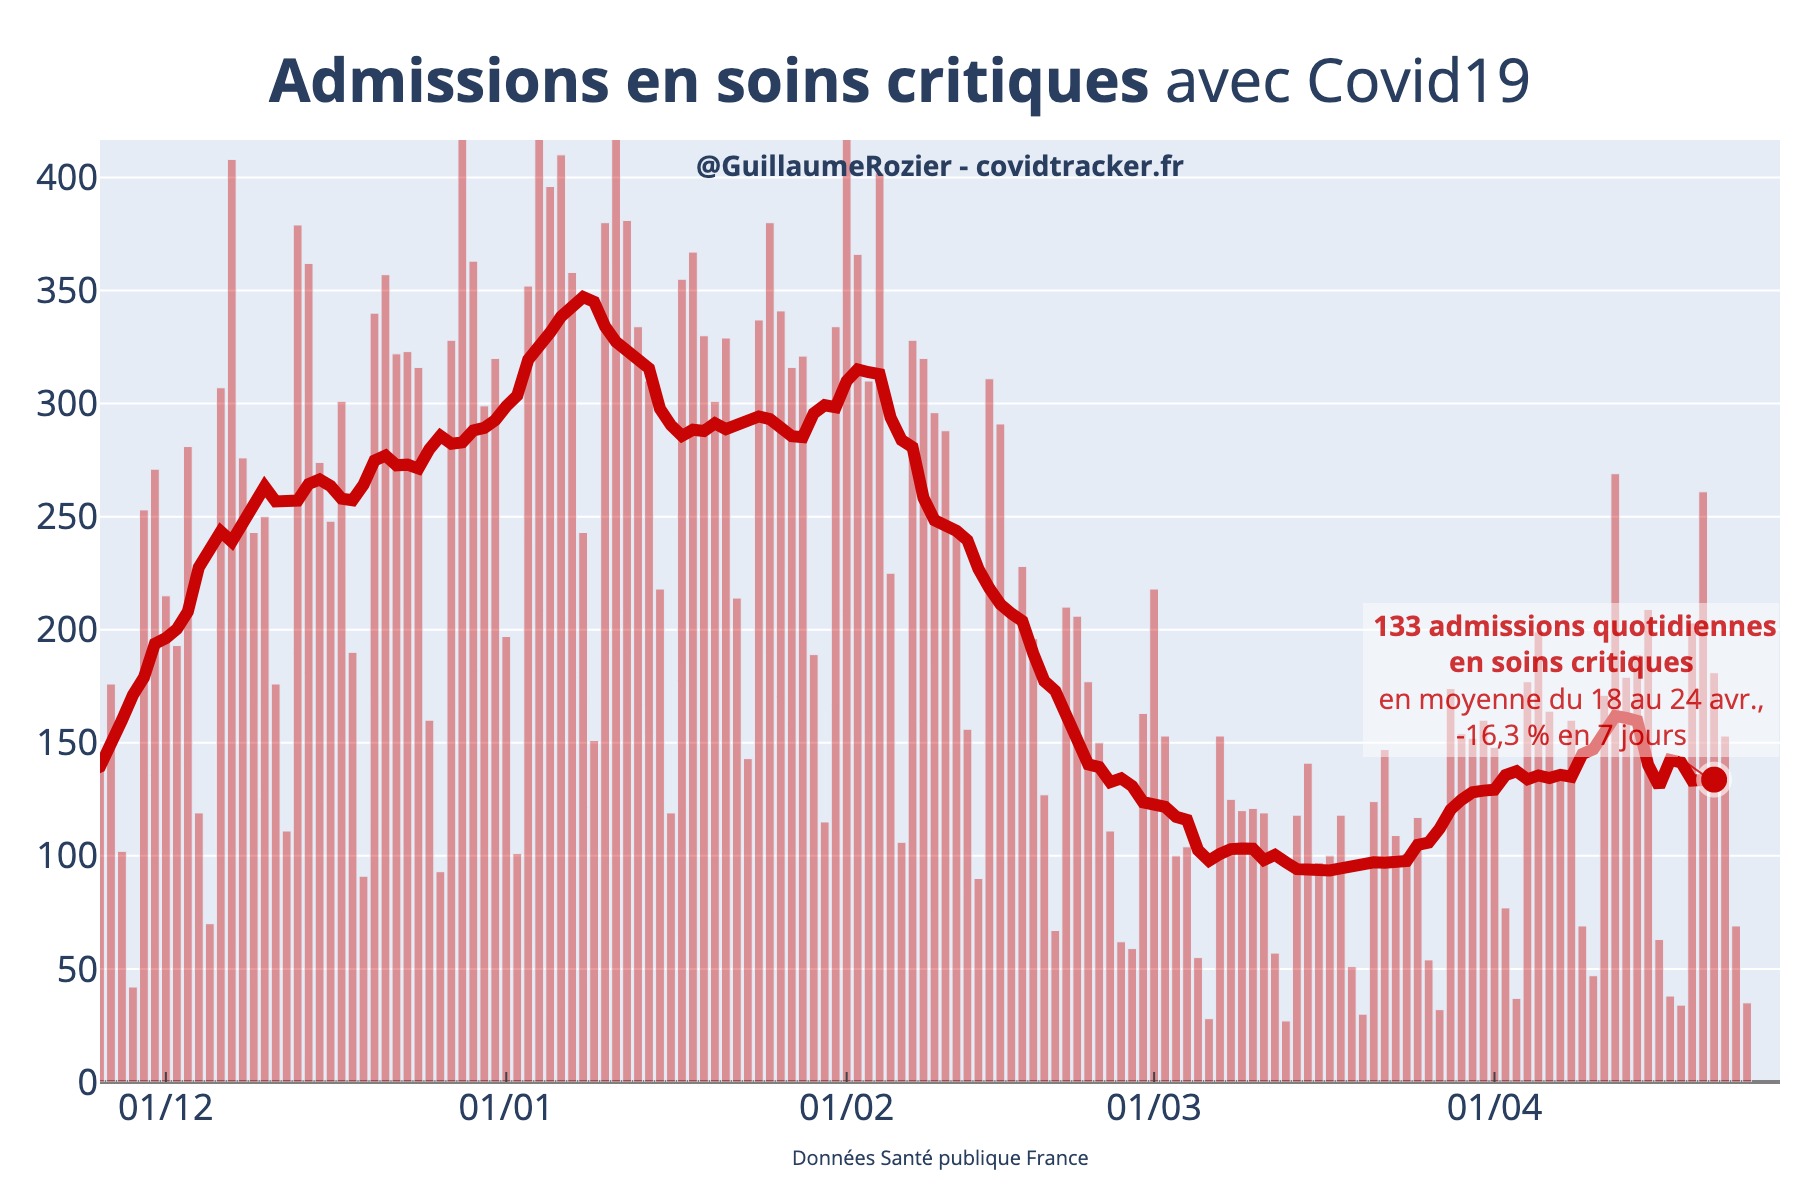 Admissions en soins critiques avec Covid19
@GuillaumeRozier - covidtracker.fr
400
350
300
250
200
150
100
50
0
133 admissions quotidiennes
en soins critiques
en moyenne du 18 au 24 avr.,
-16,3 % en 7 jours
01/12 01/01 01/02 01/03 01/04
Données Santé publique France